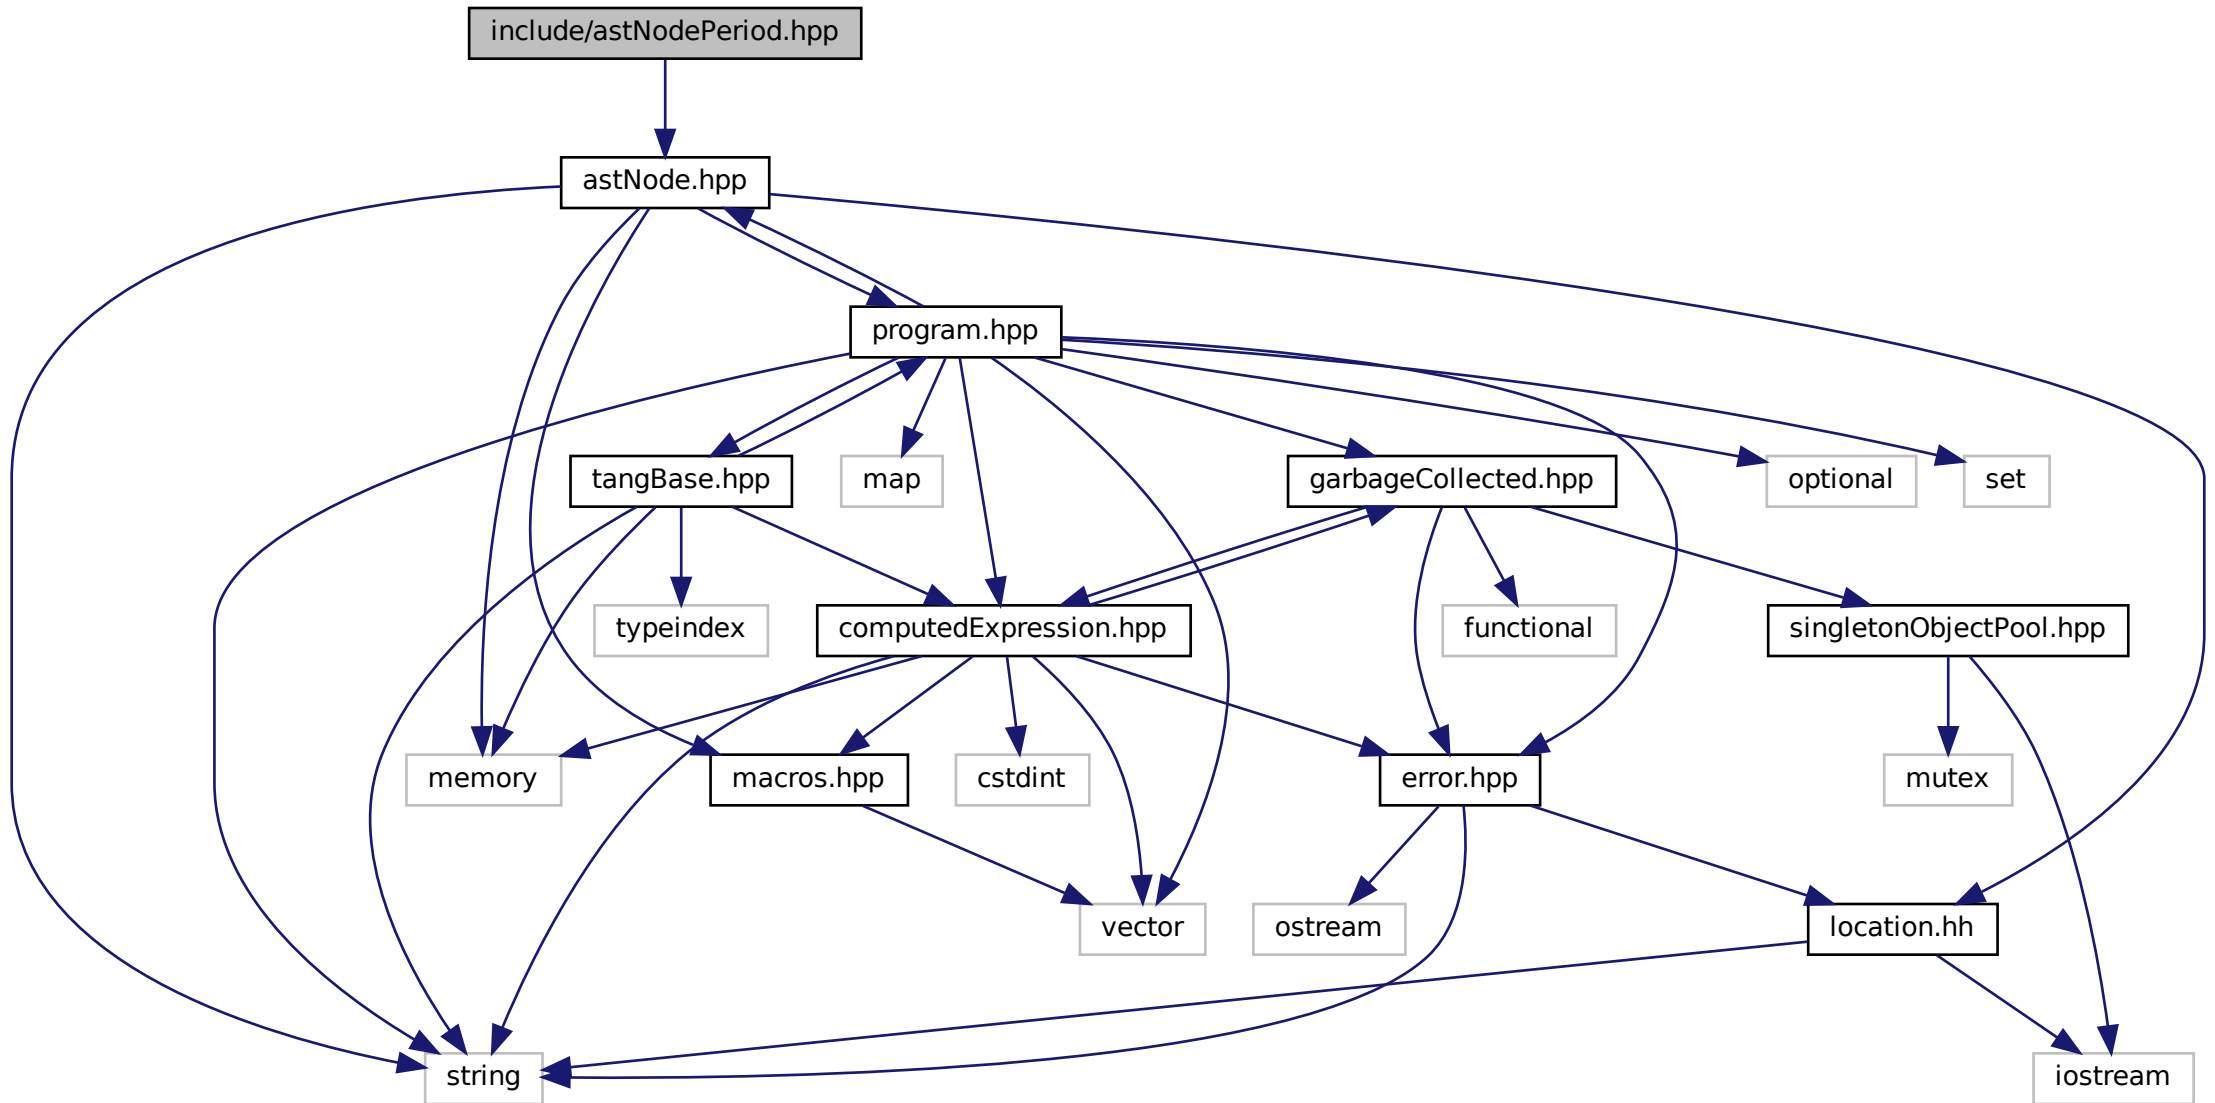 include/astNodePeriod.hpp
astNode.hpp
program.hpp
tangBase.hpp
map
garbageCollected.hpp
optional
set
typeindex
computedExpression.hpp
functional
singletonObjectPool.hpp
memory
macros.hpp
cstdint
error.hpp
mutex
vector
ostream
location.hh
string
iostream